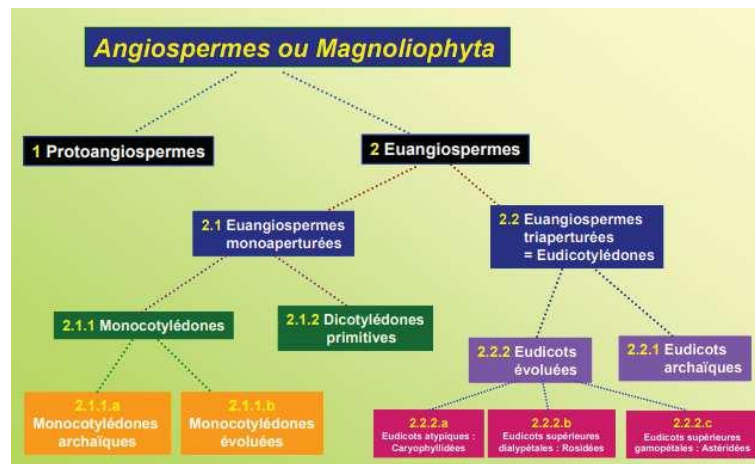 Angiospermes ou Magnoliophyta
1 Protoangiospermes
2 Euangiospermes
2.1 Euangiospermes
monoaperturées
2.2 Euangiospermes
triaperturées
= Eudicotylédones
2.1.1 Monocotylédones
2.1.2 Dicotylédones
primitives
2.2.2 Eudicots
évoluées
2.2.1 Eudicots
archaïques
2.1.1.a
Monocotylédones
archaïques
2.1.1.b
Monocotylédones
évoluées
2.2.2.a
Eudicots atypiques :
Caryophyllidées
2.2.2.b
Eudicots supérieures
dialypétales : Rosidées
2.2.2.c
Eudicots supérieures
gamopétales : Astéridées